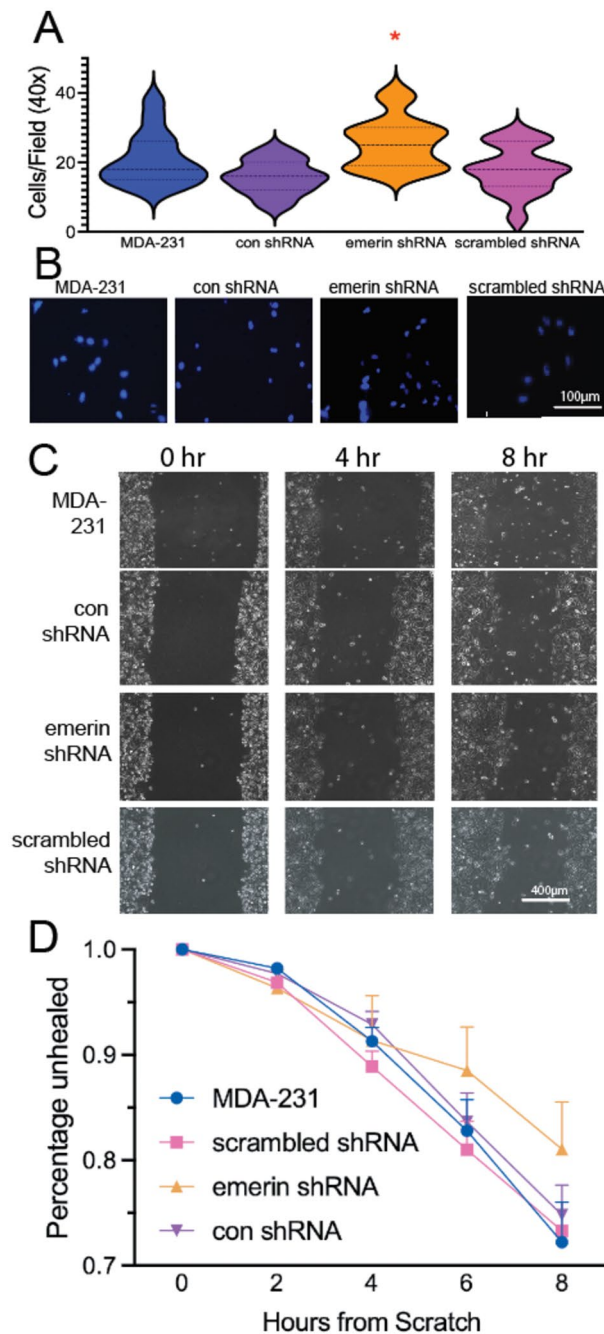 A
*
Cells/Field (40x)
40
20
0
MDA-231 con shRNA emerin shRNA scrambled shRNA
B
MDA-231 con shRNA emerin shRNA scrambled shRNA
100µm
C
0 hr 4 hr 8 hr
MDA-
231
con
shRNA
emerin
shRNA
scrambled
shRNA
400µm
D
Percentage unhealed
1.0
0.9
0.8
0.7
MDA-231
scrambled shRNA
emerin shRNA
con shRNA
0 2 4 6 8
Hours from Scratch